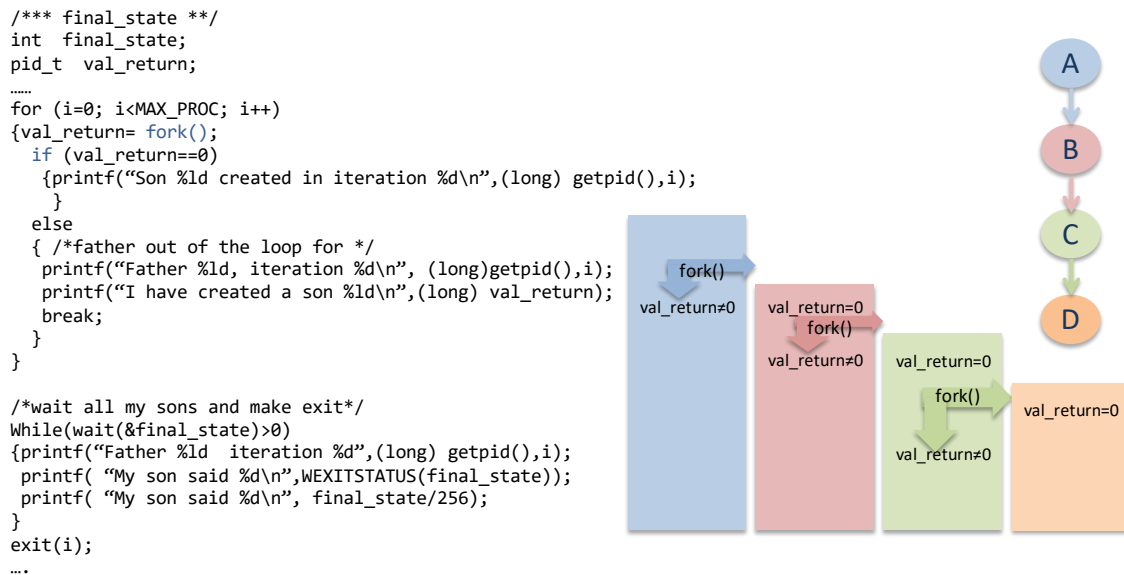 /*** final_state **/
int  final_state;
pid_t  val_return;
……
for (i=0; i<MAX_PROC; i++)
{val_return= fork();
  if (val_return==0)
   {printf(“Son %ld created in iteration %d\n”,(long) getpid(),i);
    }
  else
  { /*father out of the loop for */
   printf(“Father %ld, iteration %d\n”, (long)getpid(),i);
   printf(“I have created a son %ld\n”,(long) val_return);
   break;
  }
}
/*wait all my sons and make exit*/
While(wait(&final_state)>0)
{printf(“Father %ld  iteration %d”,(long) getpid(),i);
 printf( “My son said %d\n”,WEXITSTATUS(final_state));
 printf( “My son said %d\n”, final_state/256);
}
exit(i);
….
A
B
C
D
fork()
val_return≠0
val_return=0
fork()
val_return≠0
val_return=0
fork()
val_return≠0
val_return=0